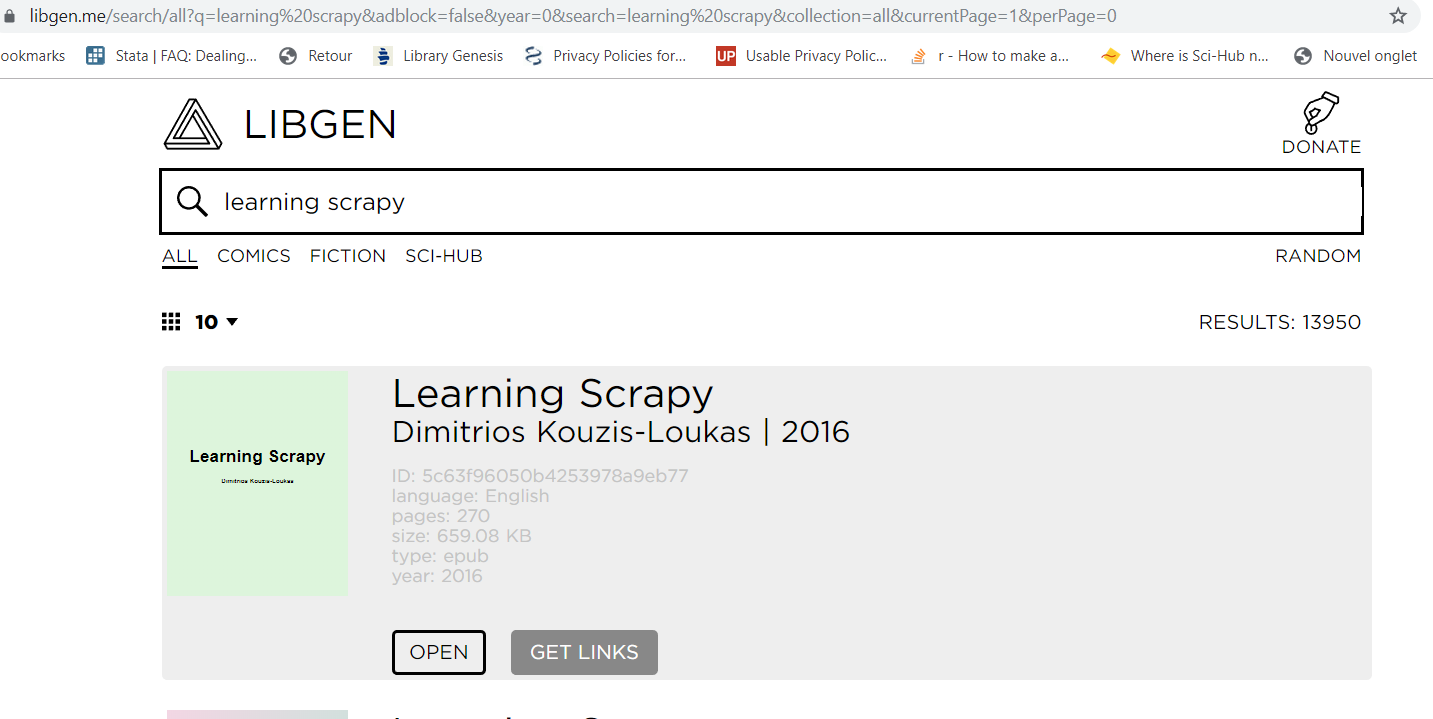 libgen.me/search/all?q=learning%20scrapy&adblock=false&year=0&search=learning%20scrapy&collection=all&currentPage=1&perPage=0
ookmarks Stata | FAQ: Dealing... Retour Library Genesis Privacy Policies for... UP Usable Privacy Polic... r - How to make a... Where is Sci-Hub n... Nouvel onglet
LIBGEN
DONATE
learning scrapy
ALL COMICS FICTION SCI-HUB RANDOM
10 RESULTS: 13950
Learning Scrapy
Dimitrios Kouzis-Loukas
Learning Scrapy
Dimitrios Kouzis-Loukas | 2016
ID: 5c63f96050b4253978a9eb77
language: English
pages: 270
size: 659.08 KB
type: epub
year: 2016
OPEN GET LINKS